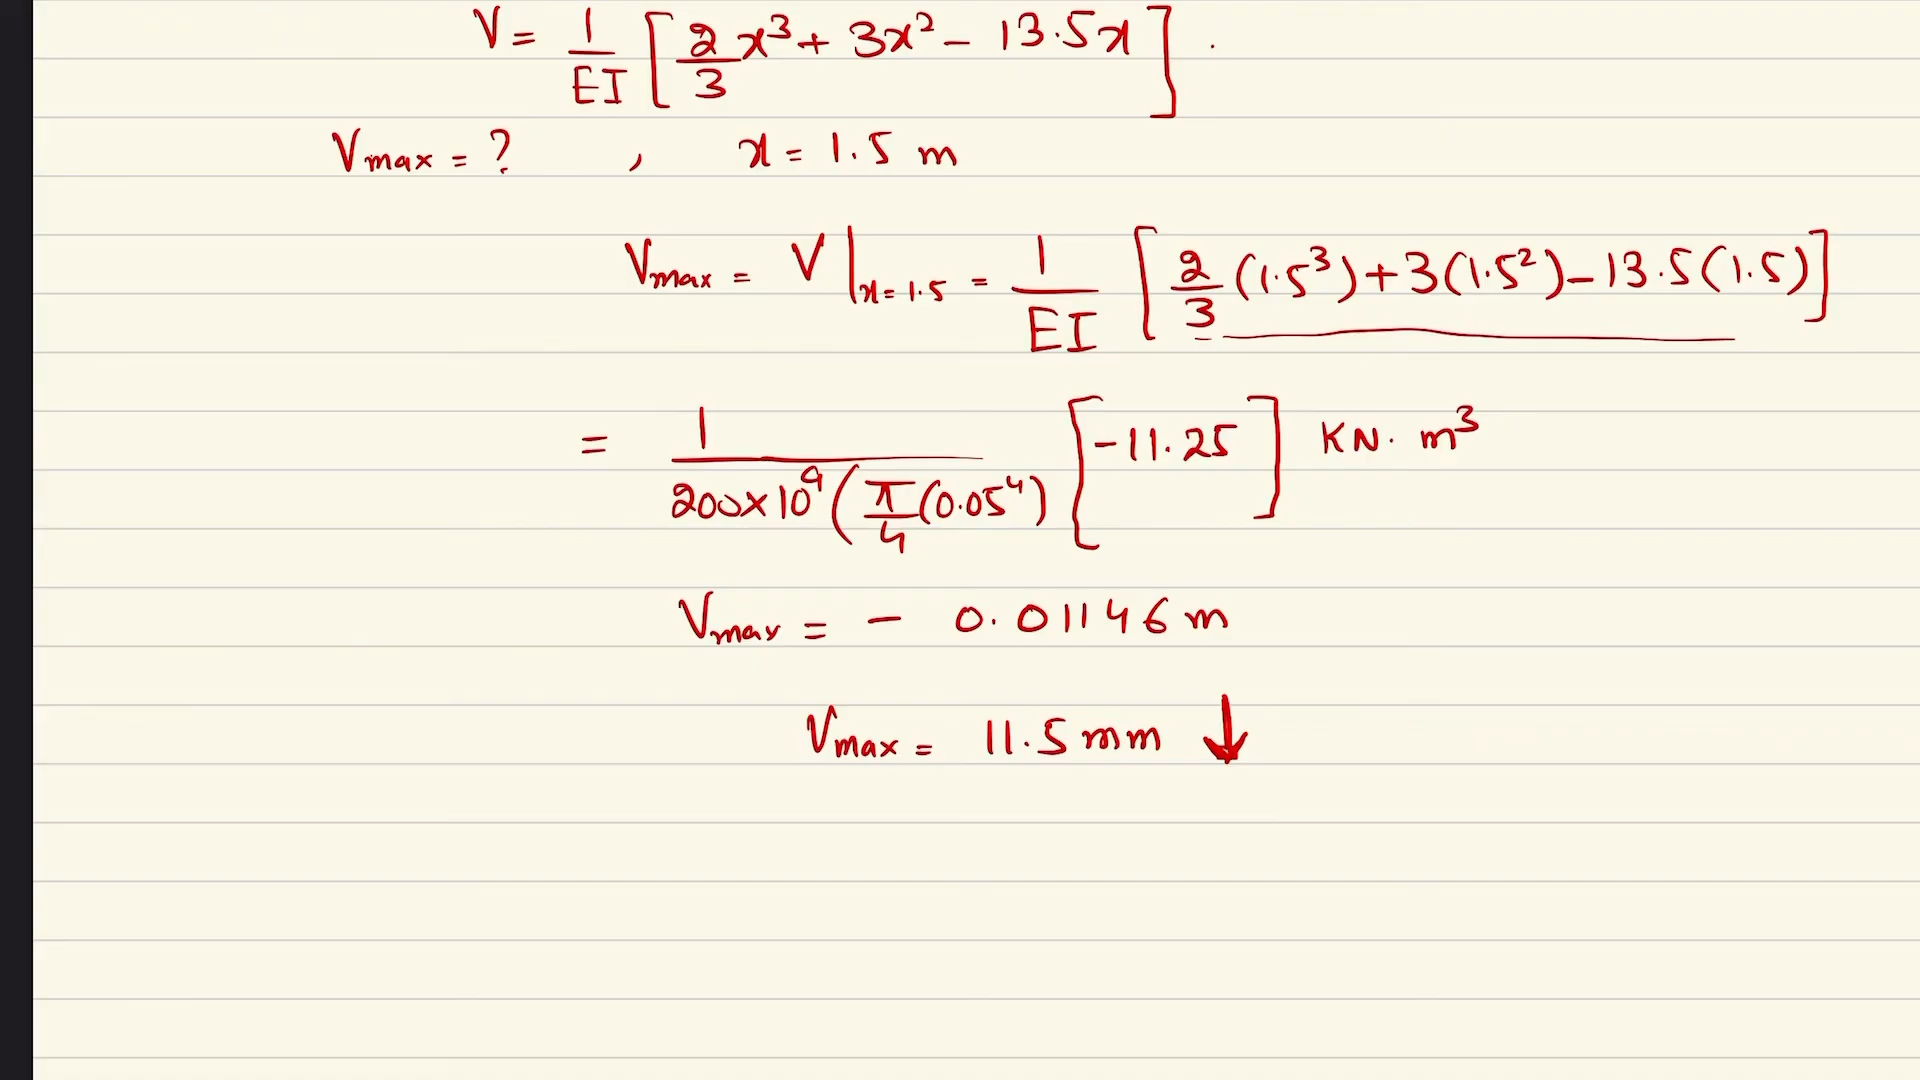 V = 1/EI [2/3 x³ + 3x² - 13.5x] .
Vmax = ? , x = 1.5 m
Vmax = V|x=1.5 = 1/EI [2/3 (1.5³) + 3(1.5²) - 13.5(1.5)]
= 1/200×10⁹(π/4(0.05⁴) [-11.25] KN. m³
Vmax = - 0.01146 m
Vmax = 11.5 mm ↓